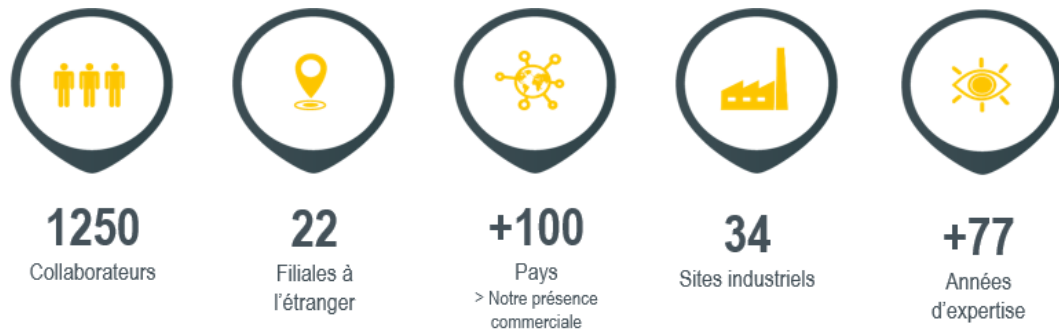 1250
Collaborateurs
22
Filiales à
l'étranger
+100
Pays
> Notre présence
commerciale
34
Sites industriels
+77
Années
d'expertise